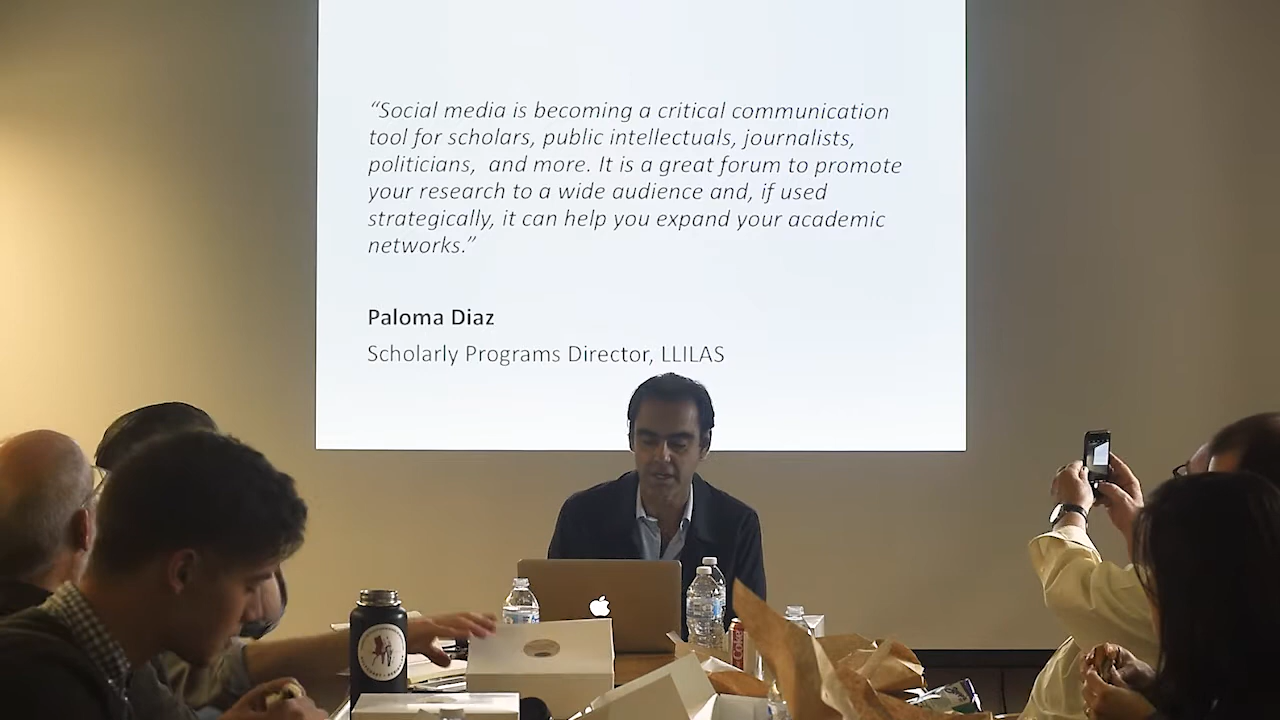 “Social media is becoming a critical communication
tool for scholars, public intellectuals, journalists,
politicians,  and more. It is a great forum to promote
your research to a wide audience and, if used
strategically, it can help you expand your academic
networks.”
Paloma Diaz
Scholarly Programs Director, LLILAS
Coke